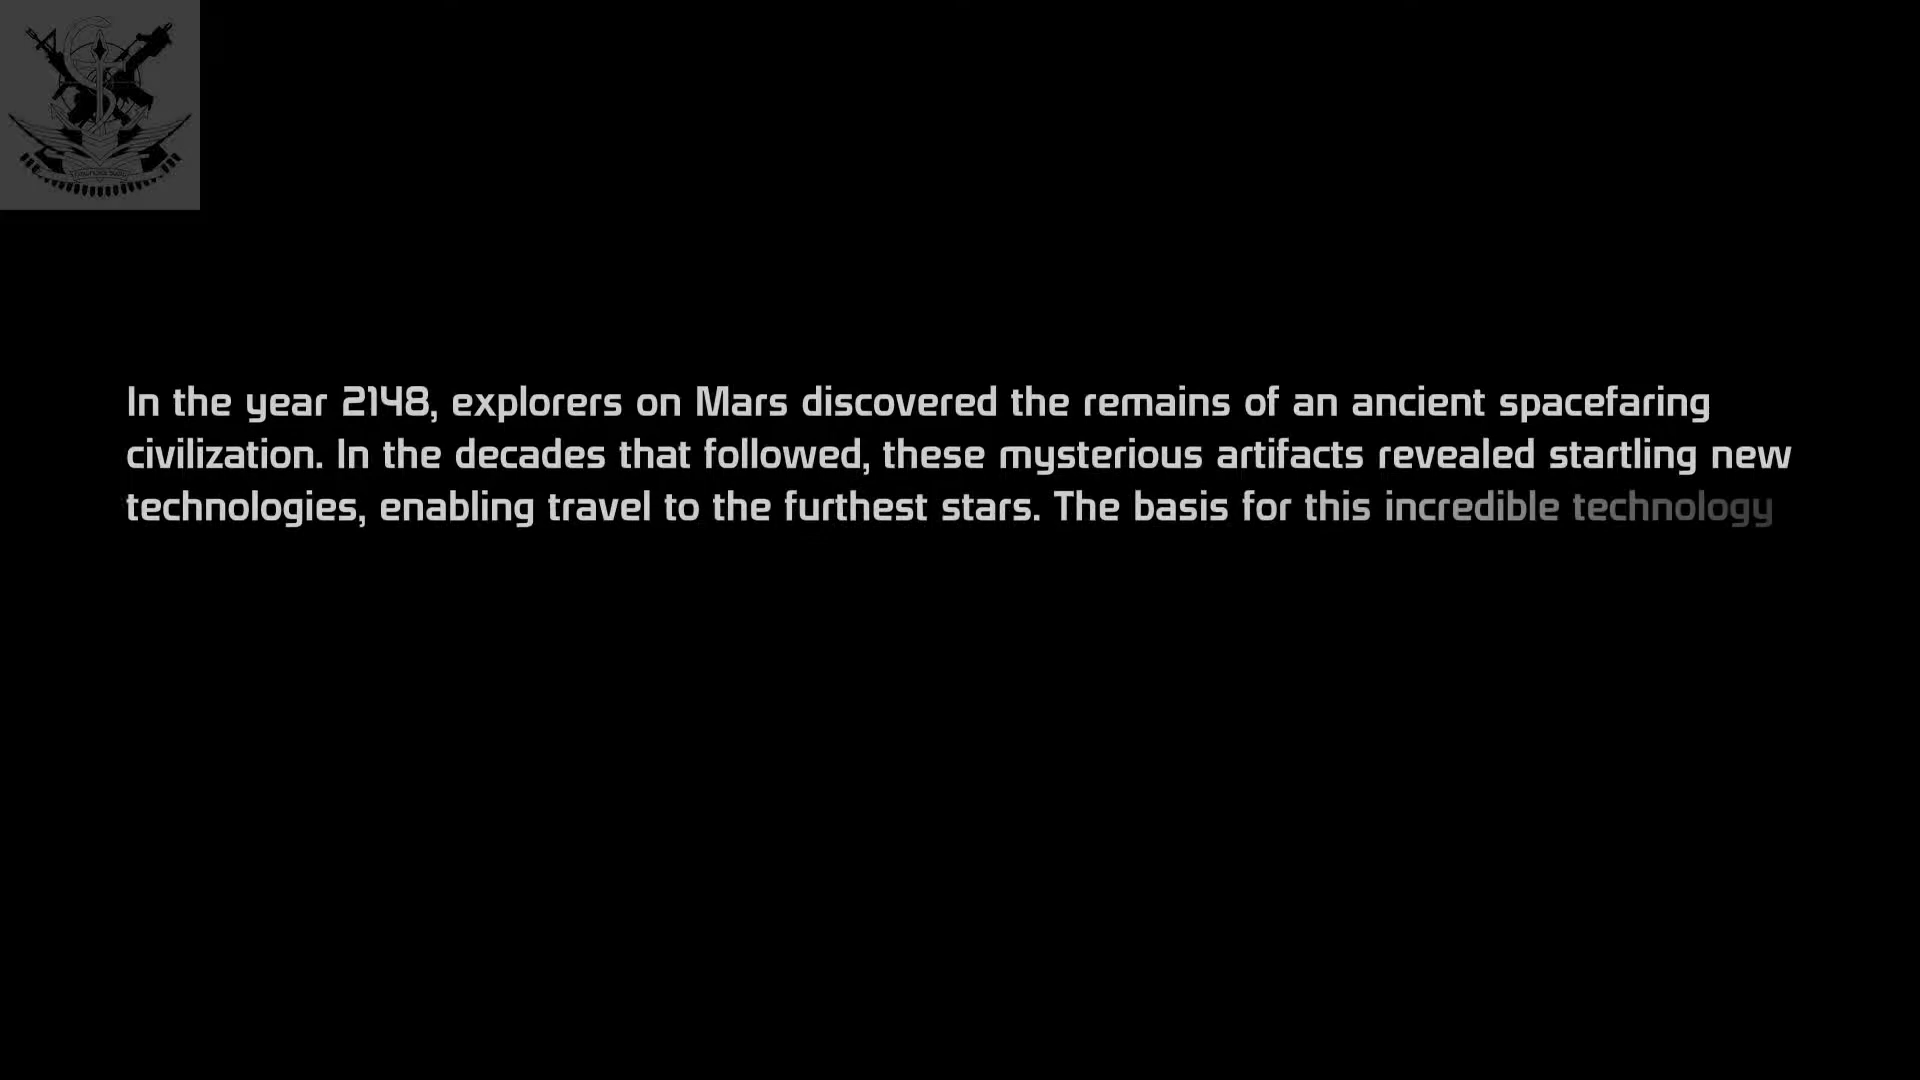 In the year 2148, explorers on Mars discovered the remains of an ancient spacefaring
civilization. In the decades that followed, these mysterious artifacts revealed startling new
technologies, enabling travel to the furthest stars. The basis for this incredible technology